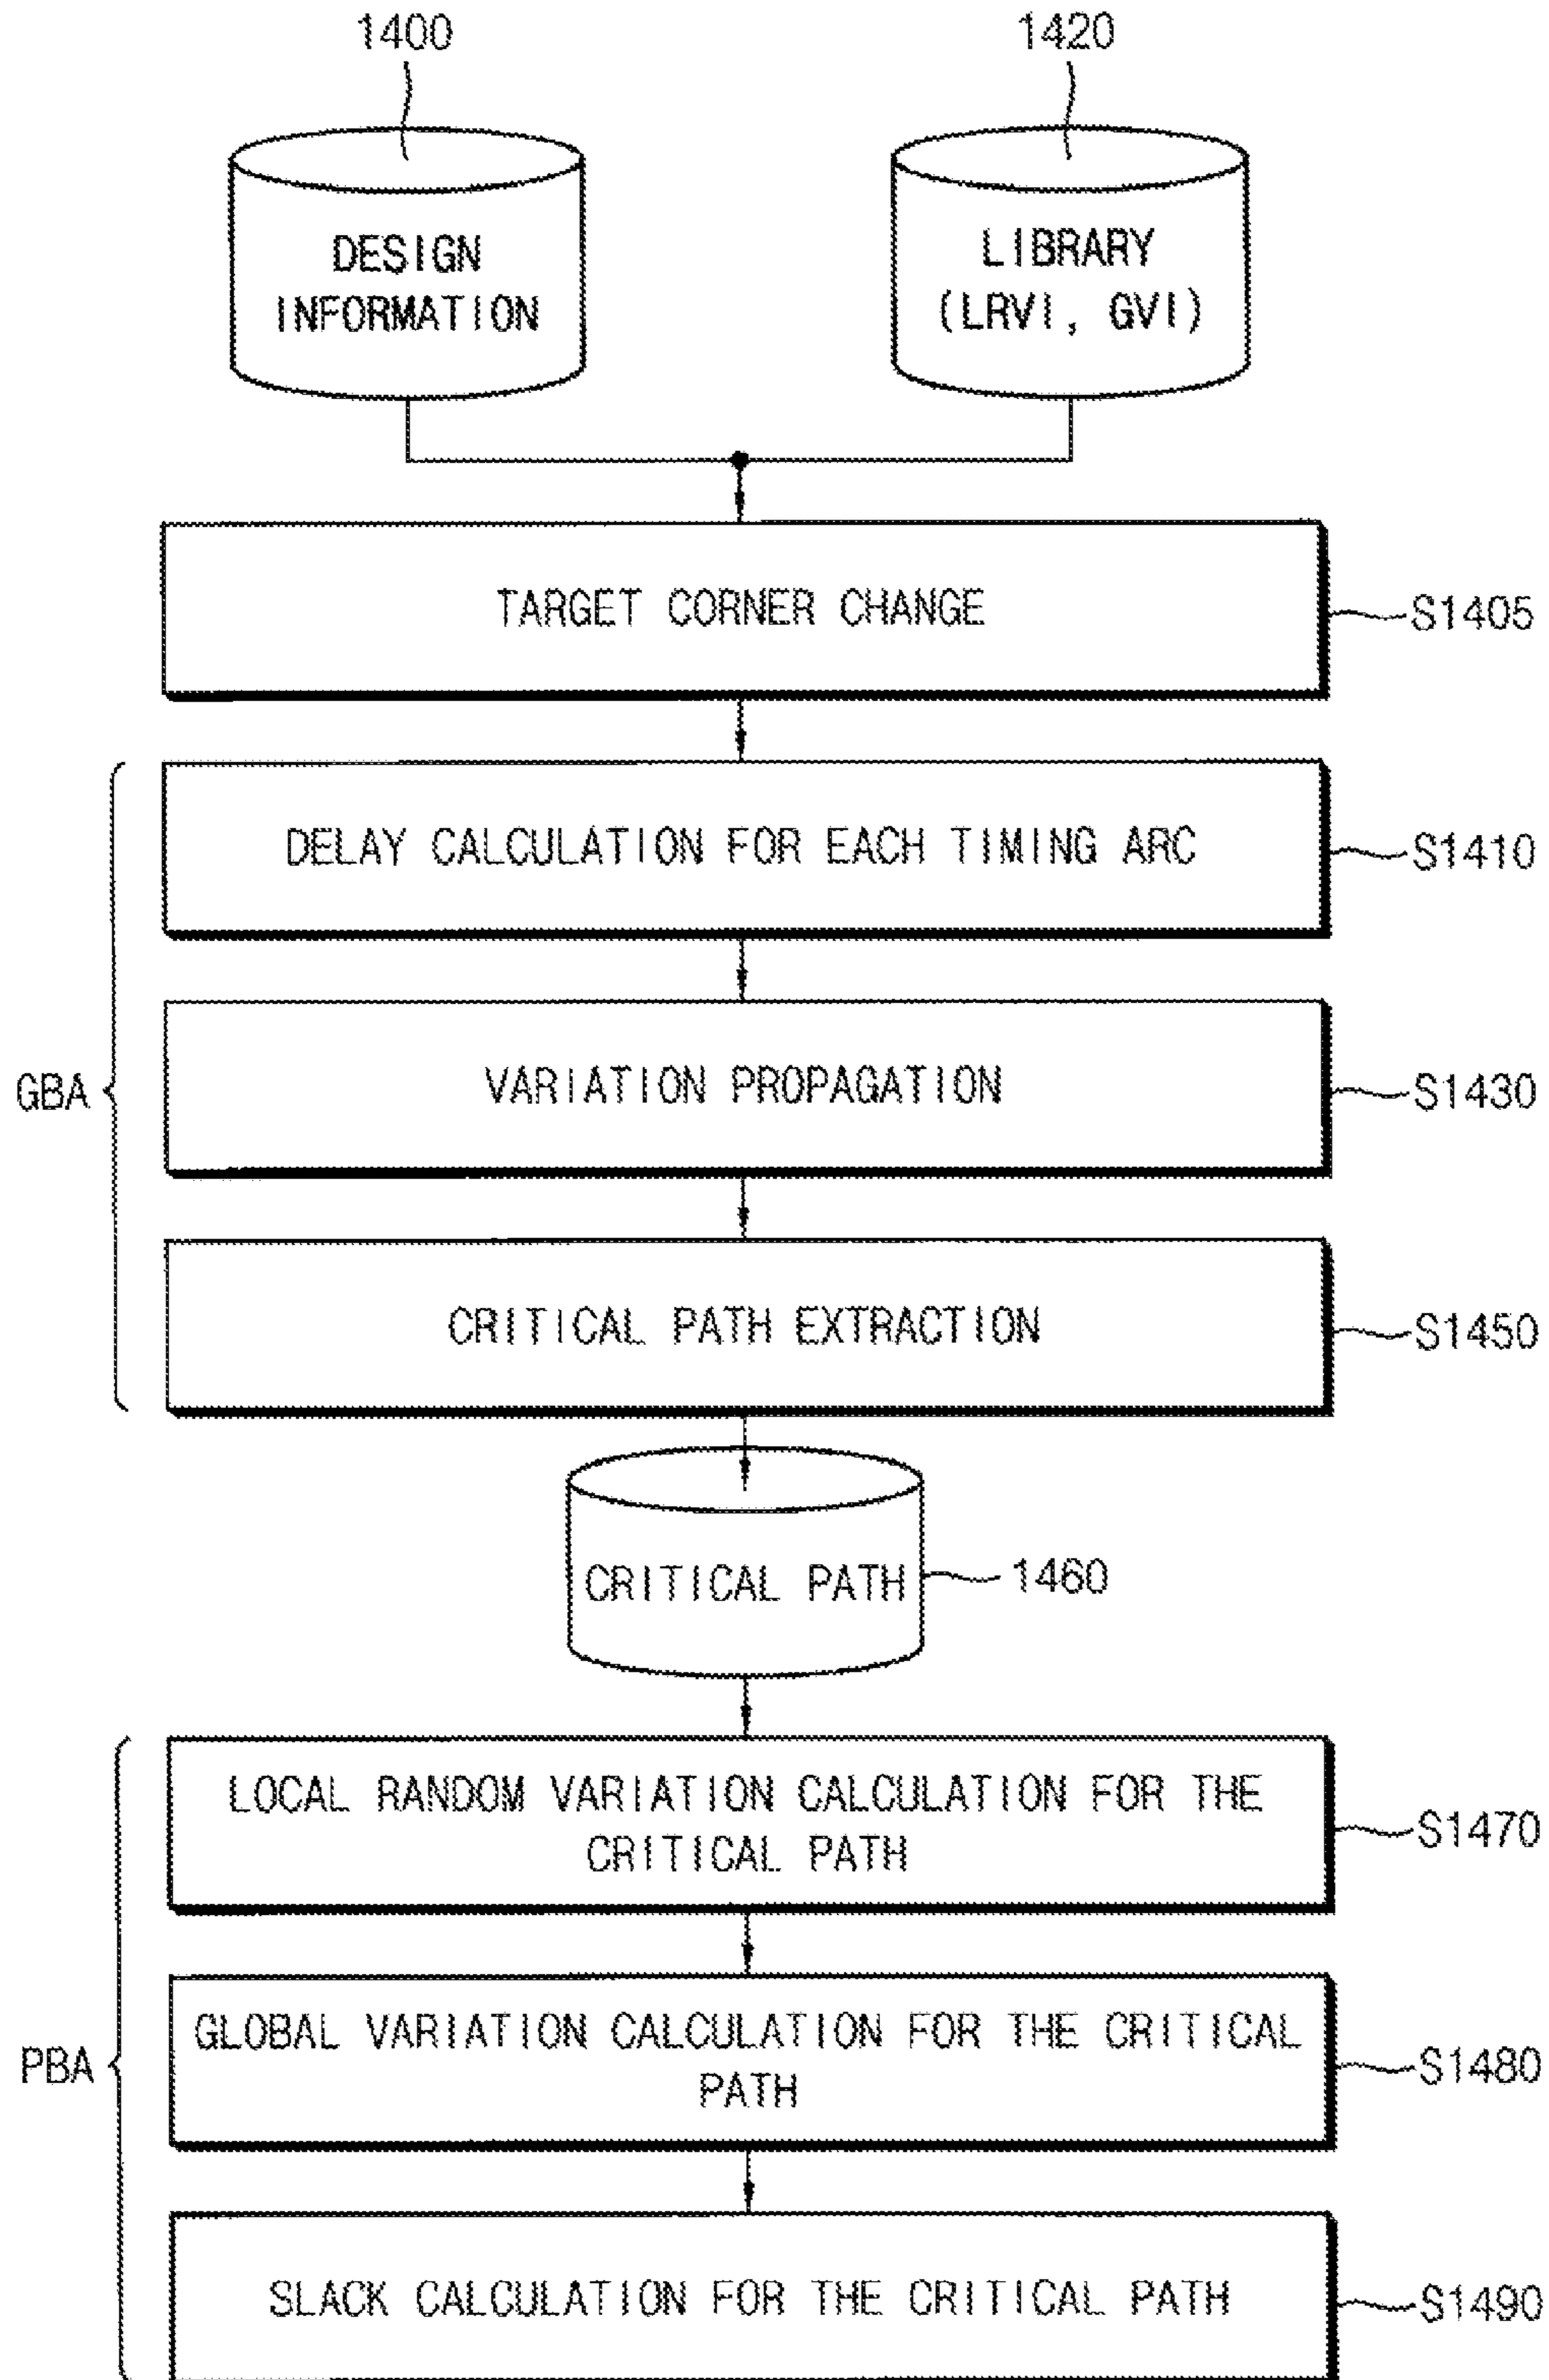 1400
1420
DESIGN
INFORMATION
LIBRARY
(LRVI, GVI)
TARGET CORNER CHANGE
S1405
DELAY CALCULATION FOR EACH TIMING ARC
S1410
GBA
VARIATION PROPAGATION
S1430
CRITICAL PATH EXTRACTION
S1450
CRITICAL PATH
1460
LOCAL RANDOM VARIATION CALCULATION FOR THE
CRITICAL PATH
S1470
PBA
GLOBAL VARIATION CALCULATION FOR THE CRITICAL
PATH
S1480
SLACK CALCULATION FOR THE CRITICAL PATH
S1490